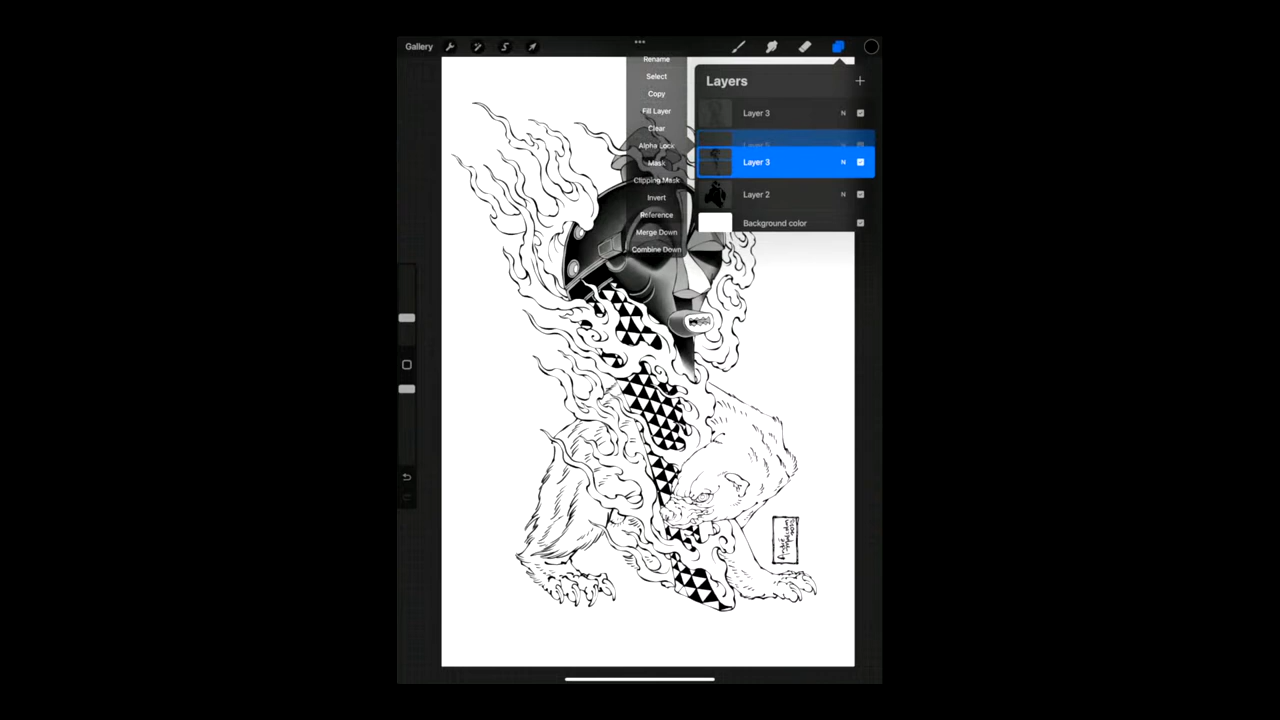 Gallery
Rename
Select
Copy
Fill Layer
Clear
Alpha Lock
Mask
Clipping Mask
Invert
Reference
Merge Down
Combine Down
Layers
Layer 3 N
Layer 3 N
Layer 2 N
Background color